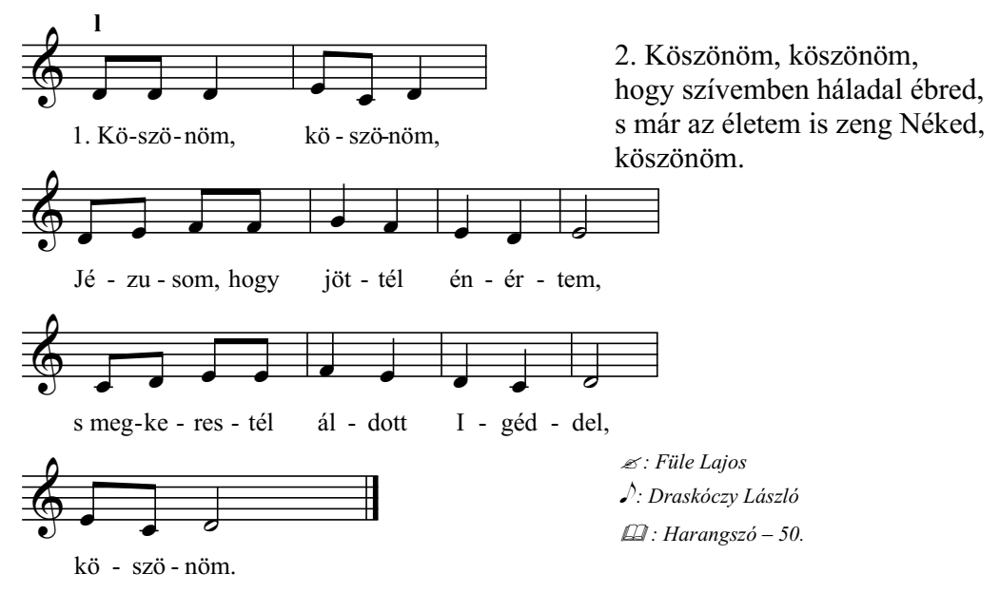 l
1. Kö-szö-nöm, kö-szö-nöm,
Jé - zu - som, hogy jöt - tél én - ér - tem,
s meg-ke - res - tél ál - dott I - géd - del,
kö - szö - nöm.
2. Köszönöm, köszönöm,
hogy szívemben háladal ébred,
s már az életem is zeng Néked,
köszönöm.
✍: Füle Lajos
♪: Draskóczy László
🕮: Harangszó – 50.